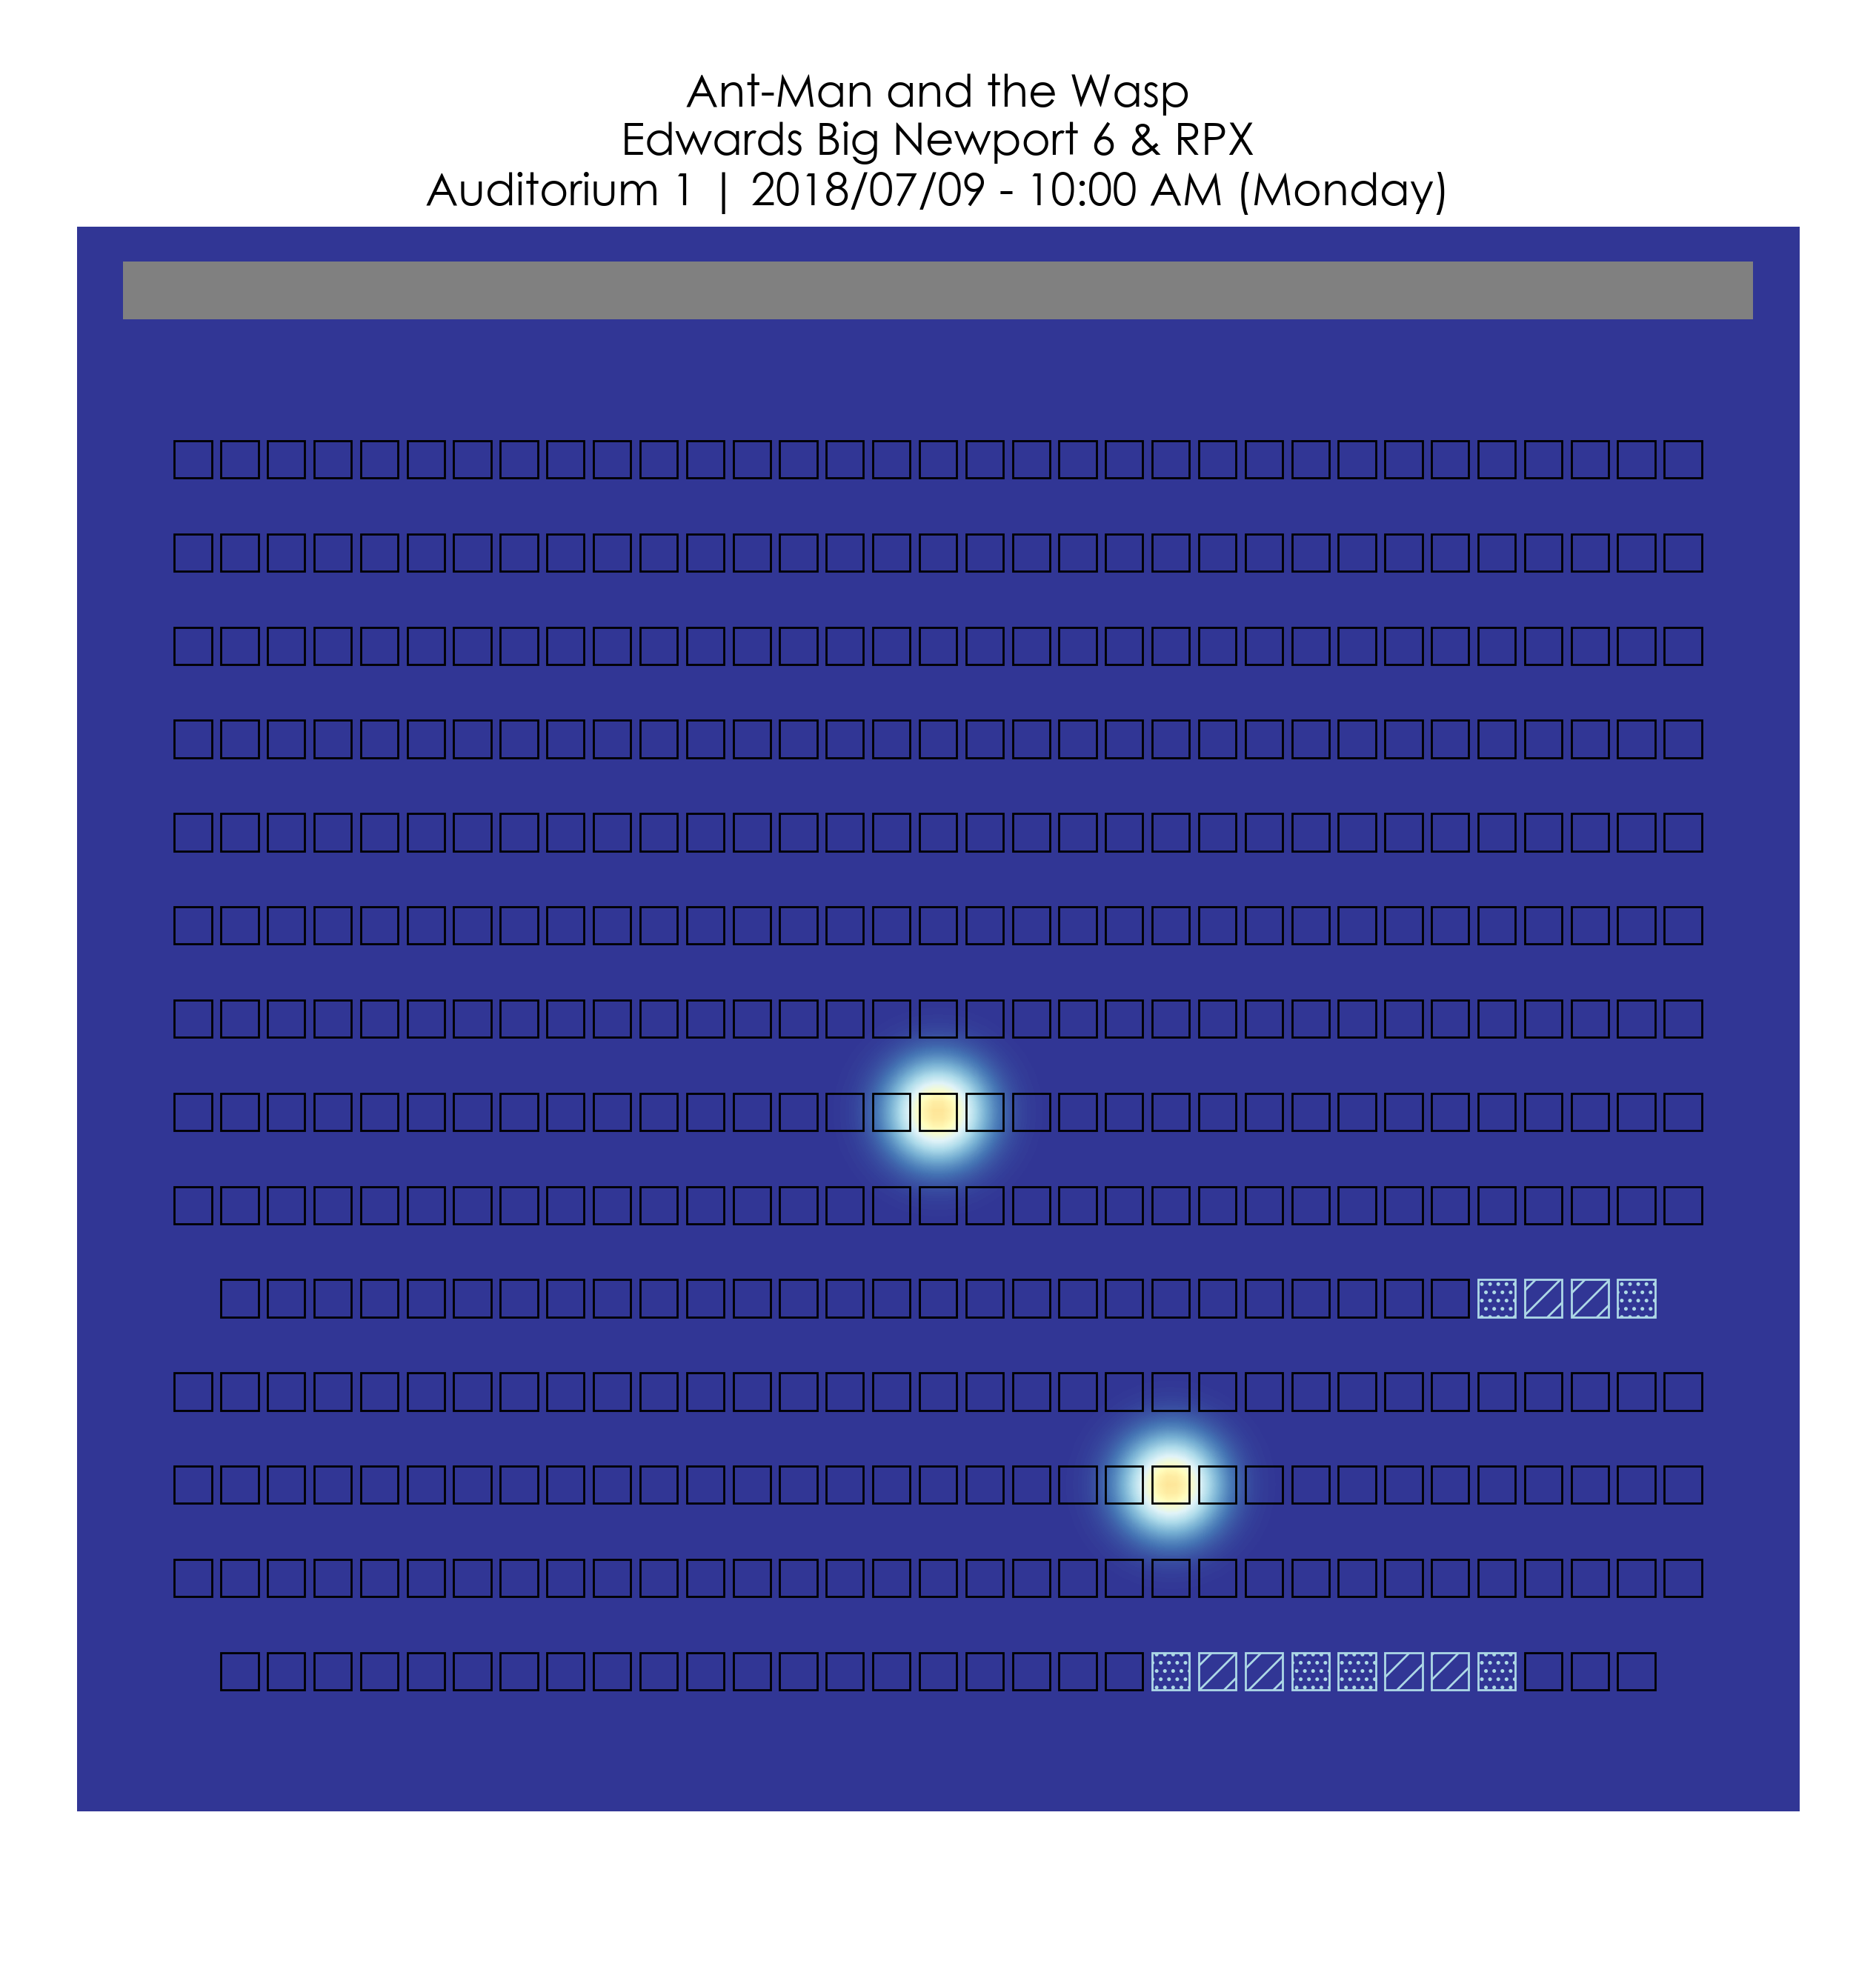 Ant-Man and the Wasp
Edwards Big Newport 6 & RPX
Auditorium 1 | 2018/07/09 - 10:00 AM (Monday)